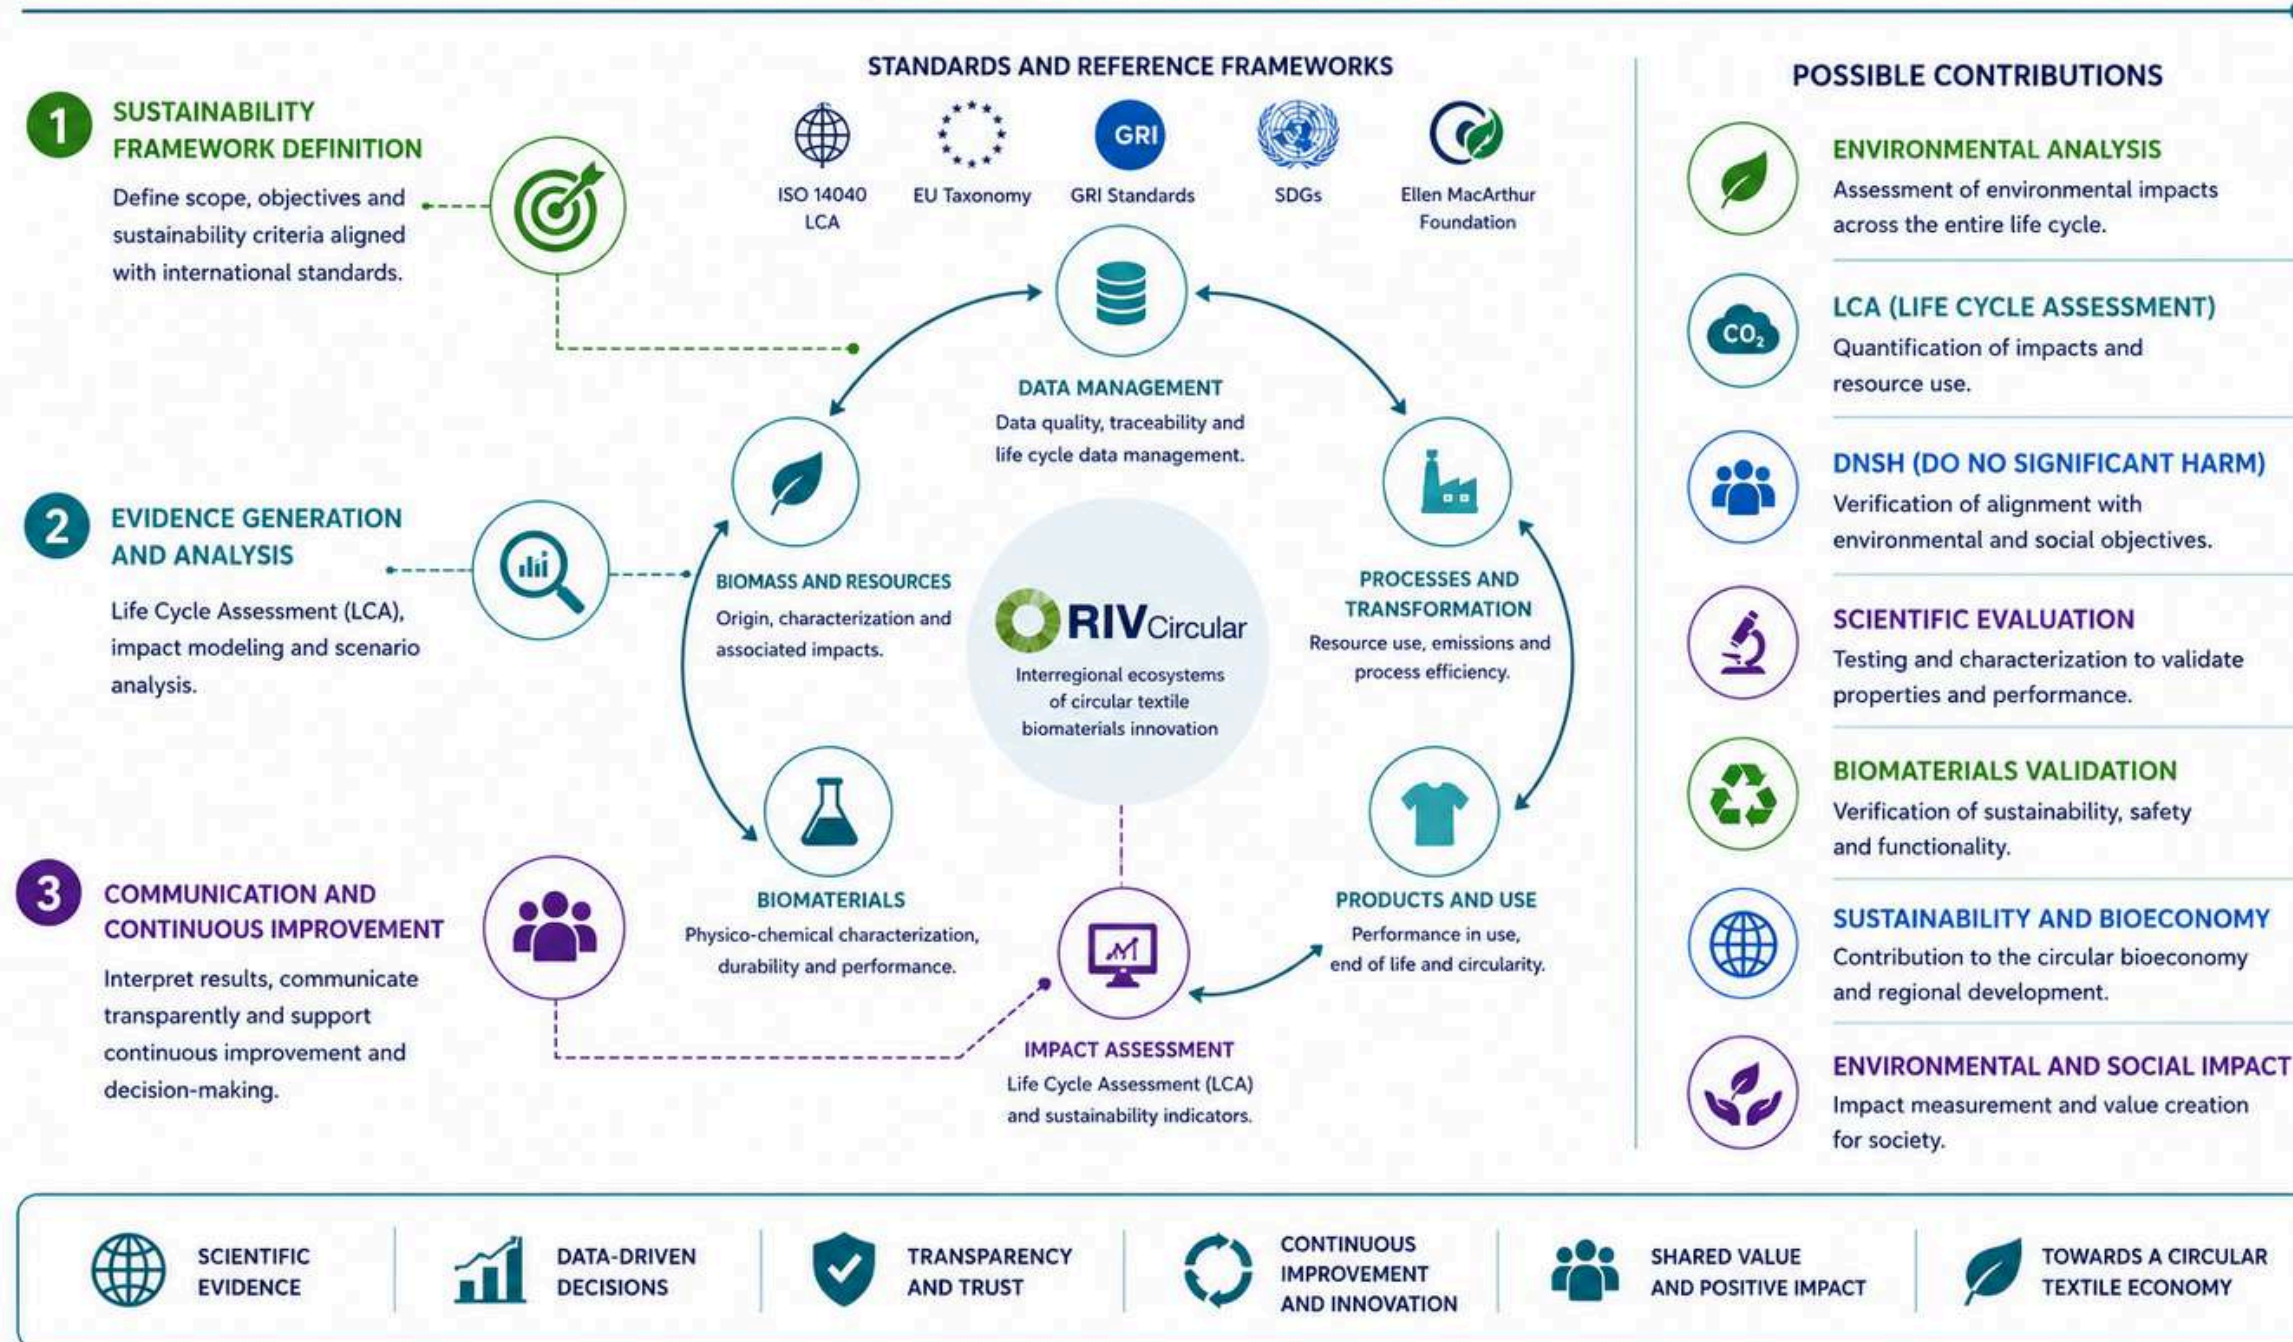 STANDARDS AND REFERENCE FRAMEWORKS
ISO 14040
LCA
EU Taxonomy
GRI
GRI Standards
SDGs
Ellen MacArthur
Foundation
1
SUSTAINABILITY
FRAMEWORK DEFINITION
Define scope, objectives and
sustainability criteria aligned
with international standards.
2
EVIDENCE GENERATION
AND ANALYSIS
Life Cycle Assessment (LCA),
impact modeling and scenario
analysis.
3
COMMUNICATION AND
CONTINUOUS IMPROVEMENT
Interpret results, communicate
transparently and support
continuous improvement and
decision-making.
DATA MANAGEMENT
Data quality, traceability and
life cycle data management.
BIOMASS AND RESOURCES
Origin, characterization and
associated impacts.
PROCESSES AND
TRANSFORMATION
Resource use, emissions and
process efficiency.
ORIVCircular
Interregional ecosystems
of circular textile
biomaterials innovation
BIOMATERIALS
Physico-chemical characterization,
durability and performance.
PRODUCTS AND USE
Performance in use,
end of life and circularity.
IMPACT ASSESSMENT
Life Cycle Assessment (LCA)
and sustainability indicators.
POSSIBLE CONTRIBUTIONS
ENVIRONMENTAL ANALYSIS
Assessment of environmental impacts
across the entire life cycle.
CO₂
LCA (LIFE CYCLE ASSESSMENT)
Quantification of impacts and
resource use.
DNSH (DO NO SIGNIFICANT HARM)
Verification of alignment with
environmental and social objectives.
SCIENTIFIC EVALUATION
Testing and characterization to validate
properties and performance.
BIOMATERIALS VALIDATION
Verification of sustainability, safety
and functionality.
SUSTAINABILITY AND BIOECONOMY
Contribution to the circular bioeconomy
and regional development.
ENVIRONMENTAL AND SOCIAL IMPACT
Impact measurement and value creation
for society.
SCIENTIFIC
EVIDENCE
DATA-DRIVEN
DECISIONS
TRANSPARENCY
AND TRUST
CONTINUOUS
IMPROVEMENT
AND INNOVATION
SHARED VALUE
AND POSITIVE IMPACT
TOWARDS A CIRCULAR
TEXTILE ECONOMY